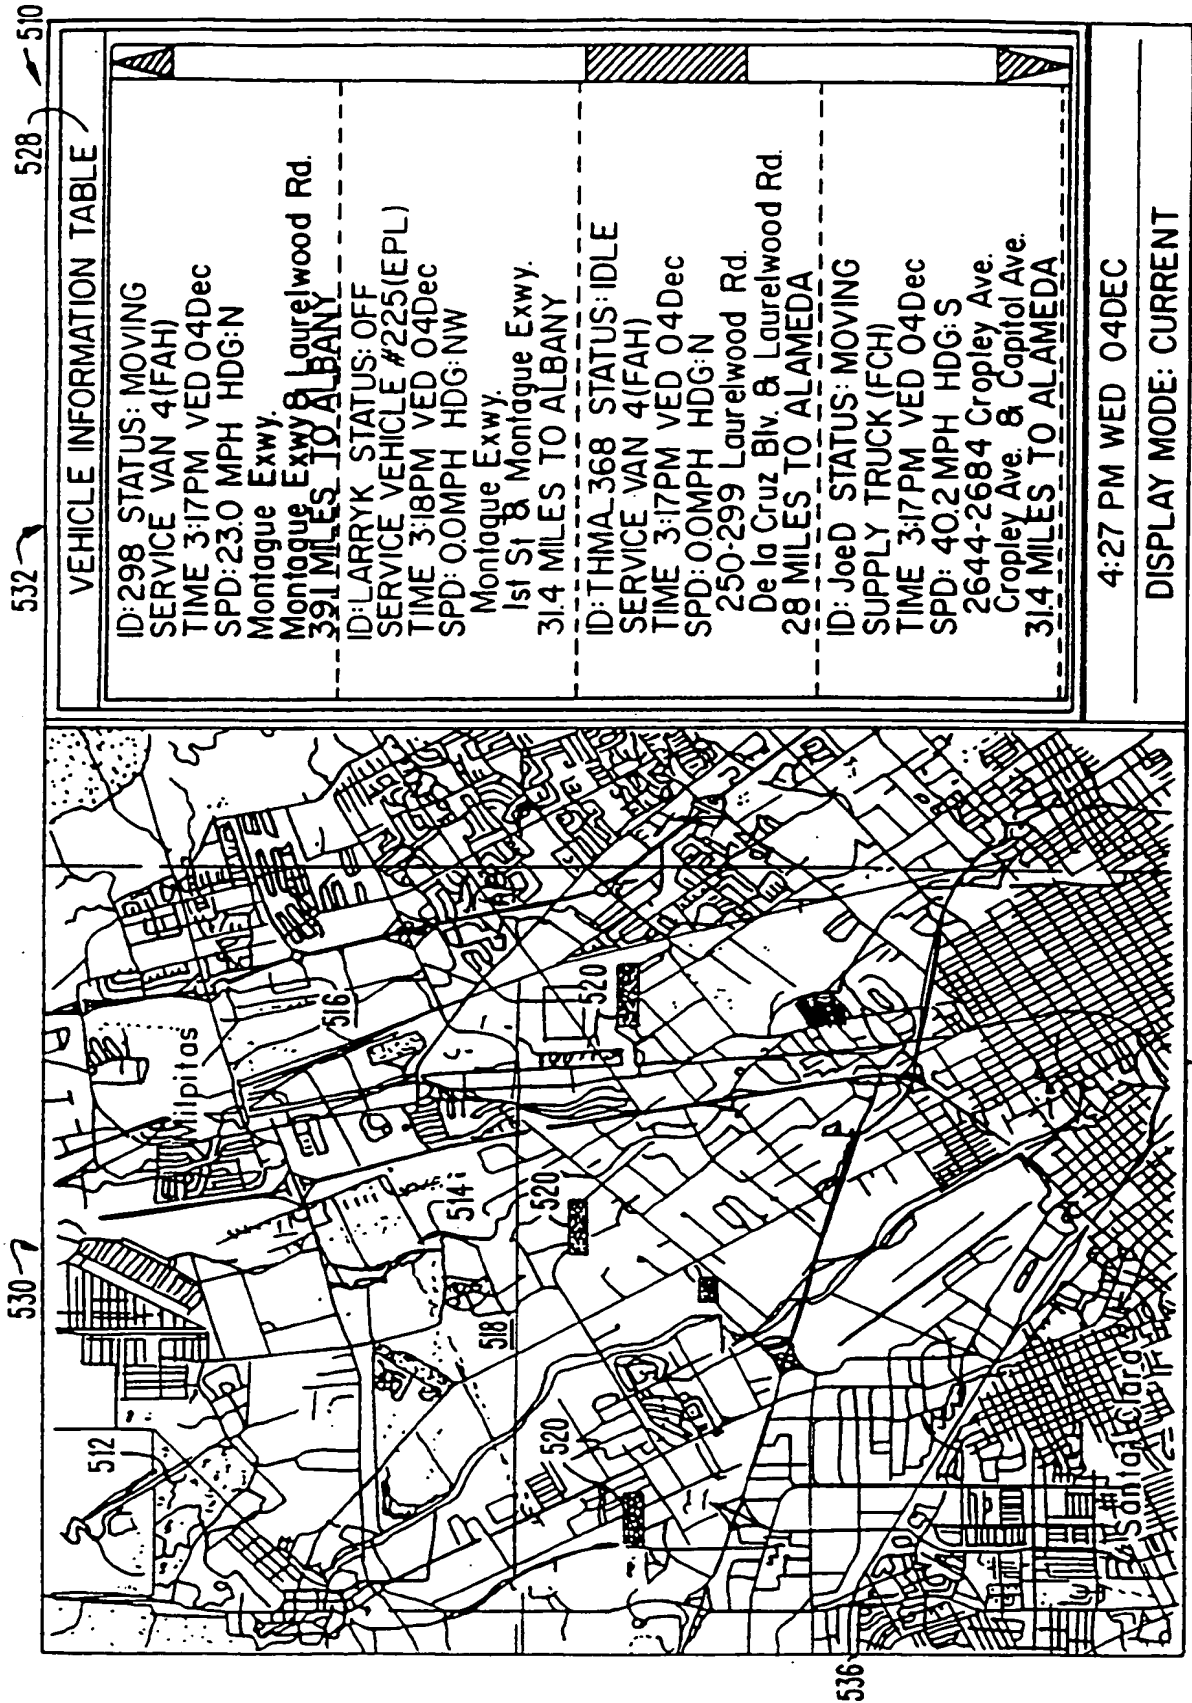 510
528
532
530
VEHICLE INFORMATION TABLE
ID:298 STATUS: MOVING
SERVICE VAN 4(FAH)
TIME 3:17PM VED 04Dec
SPD:23.0 MPH HDG:N
Montague Exwy.
Montague Exwy & Laurelwood Rd.
39.1 MILES TO ALBANY
ID:LARRYK STATUS: OFF
SERVICE VEHICLE #225(EPL)
TIME 3:18PM VED 04Dec
SPD: 0.0MPH HDG:NW
Montague Exwy.
1st St & Montague Exwy.
31.4 MILES TO ALBANY
ID: THMA_368 STATUS: IDLE
SERVICE VAN 4(FAH)
TIME 3:17PM VED 04Dec
SPD:0.0MPH HDG:N
250-299 Laurelwood Rd.
De la Cruz Blv. & Laurelwood Rd.
28 MILES TO ALAMEDA
ID: JoeD STATUS: MOVING
SUPPLY TRUCK (FCH)
TIME 3:17PM VED 04Dec
SPD: 40.2 MPH HDG:S
2644-2684 Cropley Ave.
Cropley Ave. & Capitol Ave.
31.4 MILES TO ALAMEDA
4:27 PM WED 04DEC
DISPLAY MODE: CURRENT
Milpitas
516
512
514
518
520
520
520
Santa Clara
536